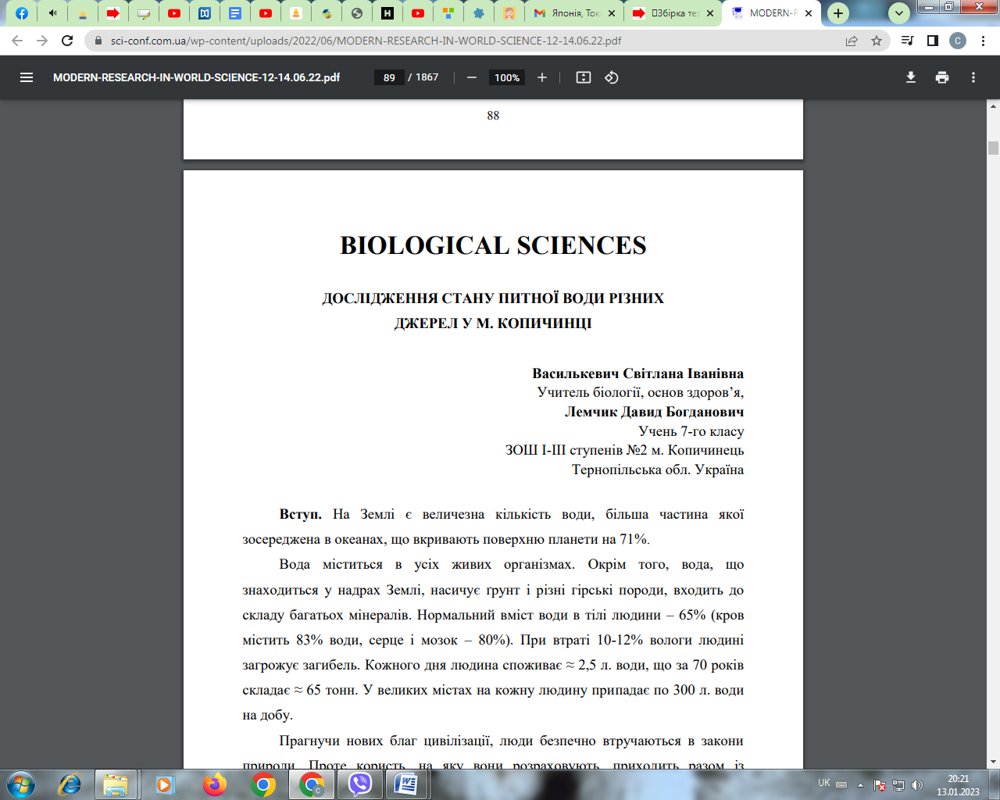 Японія, Ток
Збірка тез
MODERN-R
sci-conf.com.ua/wp-content/uploads/2022/06/MODERN-RESEARCH-IN-WORLD-SCIENCE-12-14.06.22.pdf
C
MODERN-RESEARCH-IN-WORLD-SCIENCE-12-14.06.22.pdf
89 / 1867
100%
88
BIOLOGICAL SCIENCES
ДОСЛІДЖЕННЯ СТАНУ ПИТНОЇ ВОДИ РІЗНИХ
ДЖЕРЕЛ У М. КОПИЧИНЦІ
Василькевич Світлана Іванівна
Учитель біології, основ здоров’я,
Лемчик Давид Богданович
Учень 7-го класу
ЗОШ І-ІІІ ступенів №2 м. Копичинець
Тернопільська обл. Україна
Вступ. На Землі є величезна кількість води, більша частина якої
зосереджена в океанах, що вкривають поверхню планети на 71%.
Вода міститься в усіх живих організмах. Окрім того, вода, що
знаходиться у надрах Землі, насичує ґрунт і різні гірські породи, входить до
складу багатьох мінералів. Нормальний вміст води в тілі людини – 65% (кров
містить 83% води, серце і мозок – 80%). При втраті 10-12% вологи людині
загрожує загибель. Кожного дня людина споживає ≈ 2,5 л. води, що за 70 років
складає ≈ 65 тонн. У великих містах на кожну людину припадає по 300 л. води
на добу.
Прагнучи нових благ цивілізації, люди безпечно втручаються в закони
природи. Проте користь, на яку вони розраховують, приходить разом із
UK
20:21
13.01.2023